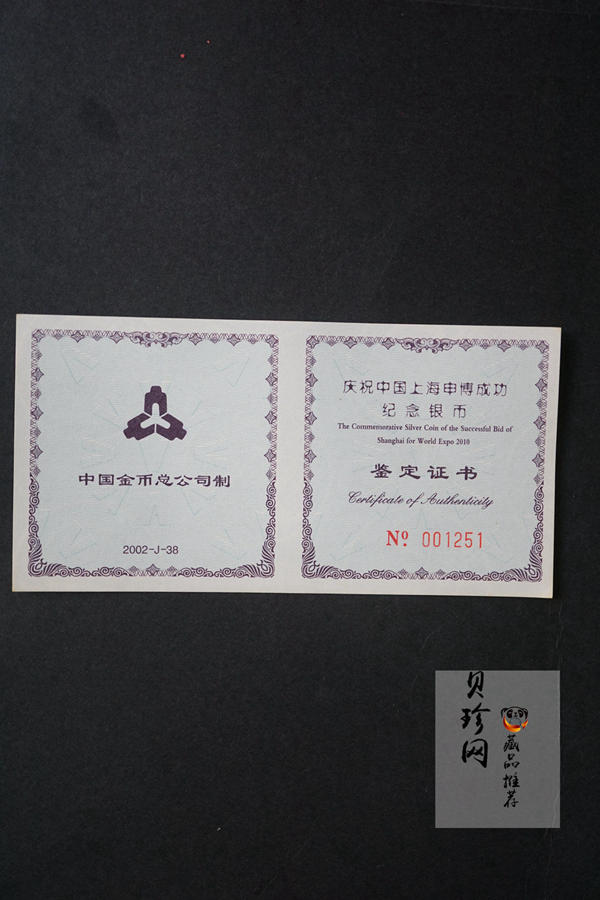 中国金币总公司制
2002-J-38
庆祝中国上海申博成功
纪念银币
The Commemorative Silver Coin of the Successful Bid of
Shanghai for World Expo 2010
鉴定证书
Certificate of Authenticity
Nº 001251
贝珍网
藏品推荐